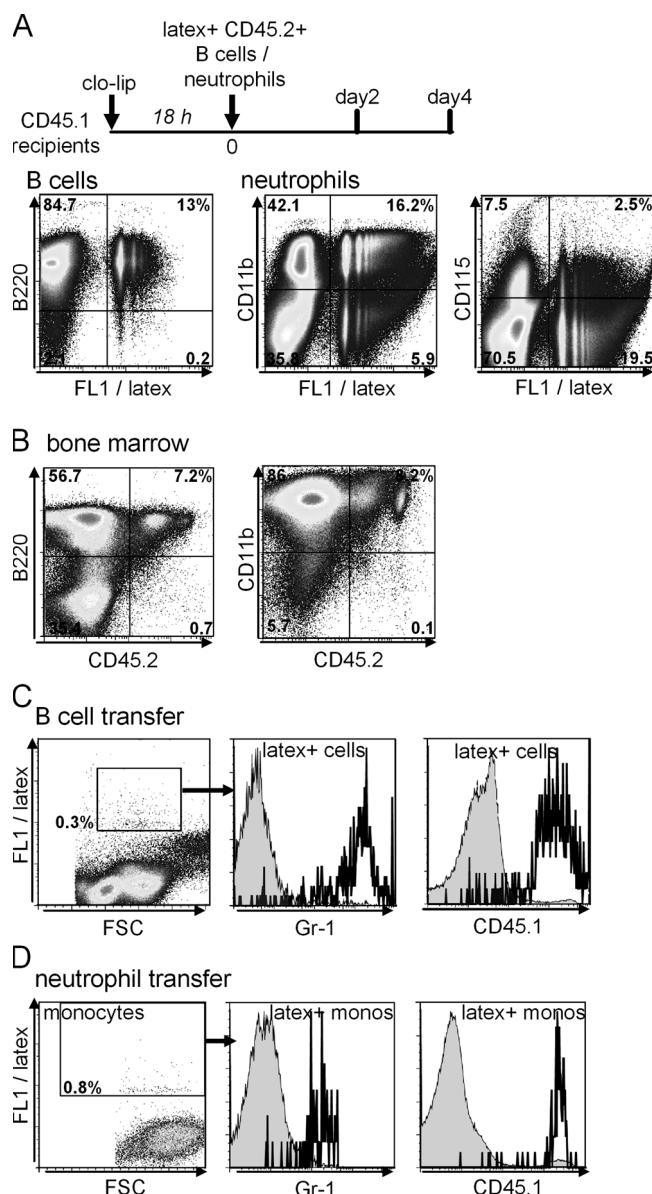 A
latex+ CD45.2+
B cells /
neutrophils
clo-lip
18 h
day2
day4
CD45.1
recipients
0
B cells
neutrophils
84.7 13%
B220
0.2
FL1 / latex
42.1 16.2%
CD11b
35.8 5.9
FL1 / latex
7.5 2.5%
CD115
70.5 19.5
FL1 / latex
B bone marrow
56.7 7.2%
B220
35.4 0.7
CD45.2
86
CD11b
5.7 0.1
CD45.2
C
B cell transfer
FL1 / latex
0.3%
FSC
latex+ cells
Gr-1
latex+ cells
CD45.1
D
neutrophil transfer
monocytes
FL1 / latex
0.8%
FSC
latex+ monos
Gr-1
latex+ monos
CD45.1